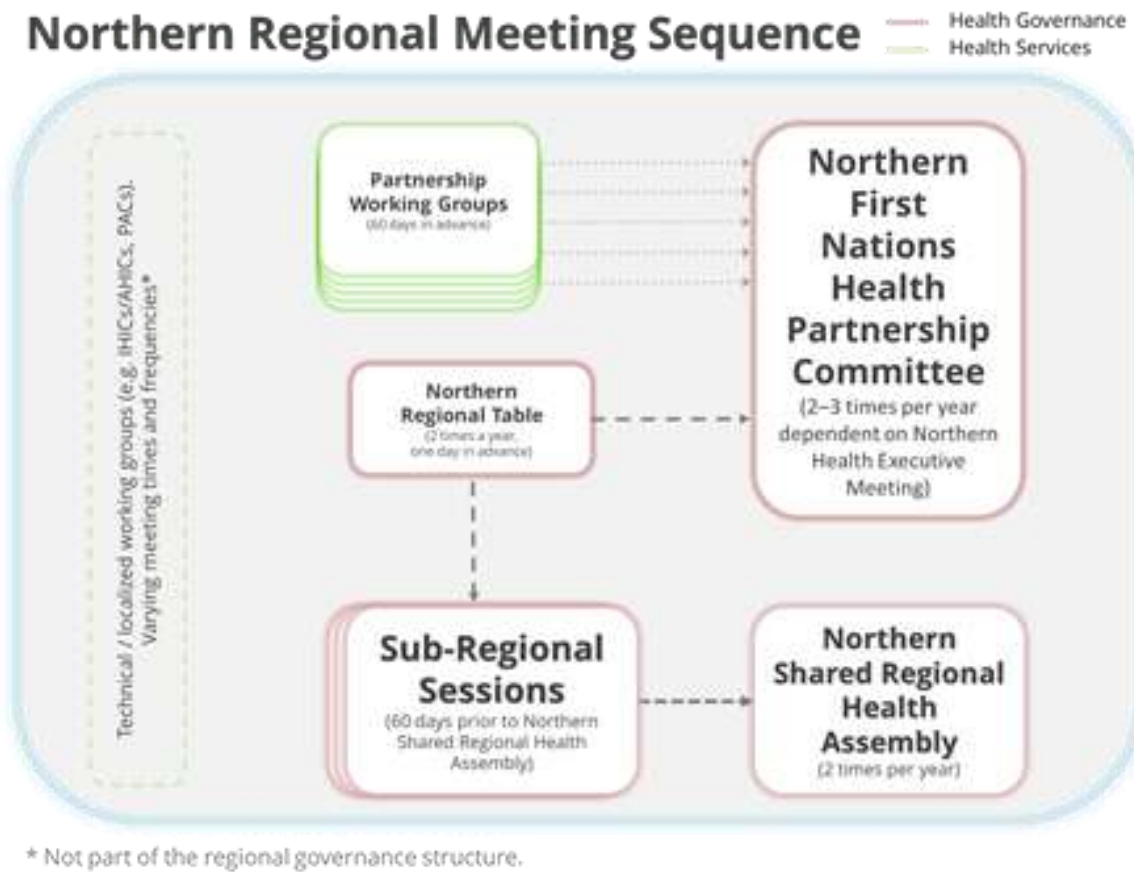 Northern Regional Meeting Sequence
Health Governance
Health Services
Technical / localized working groups (e.g. IHICs/AHICs, PACs).
Varying meeting times and frequencies*
Partnership
Working Groups
(60 days in advance)
Northern
First
Nations
Health
Partnership
Committee
(2–3 times per year
dependent on Northern
Health Executive
Meeting)
Northern
Regional Table
(2 times a year,
one day in advance)
Sub-Regional
Sessions
(60 days prior to Northern
Shared Regional Health
Assembly)
Northern
Shared Regional
Health
Assembly
(2 times per year)
* Not part of the regional governance structure.